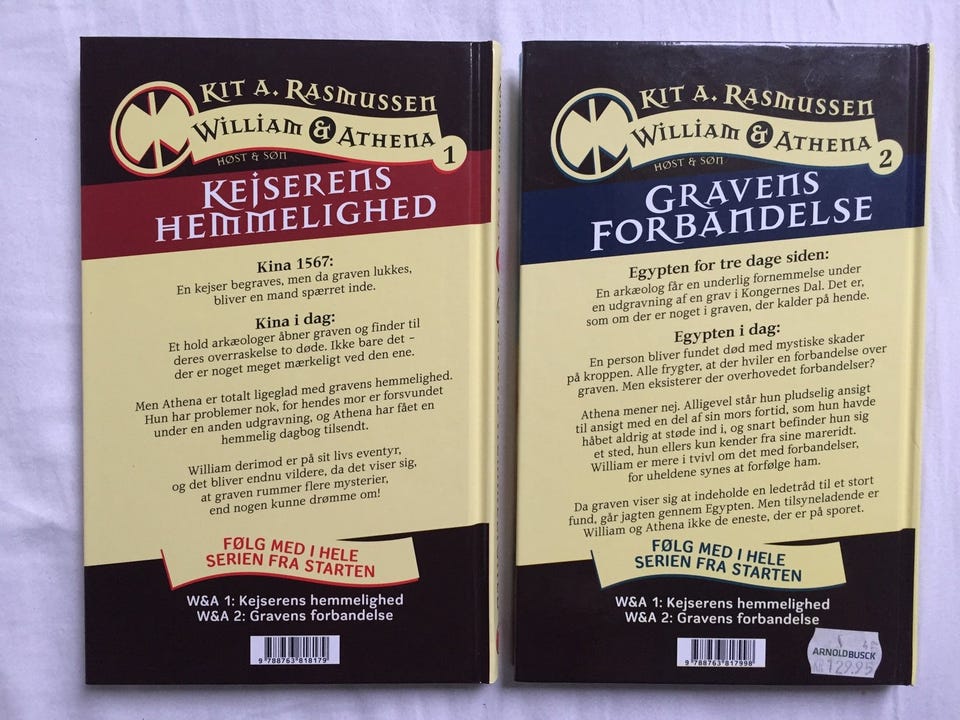 KIT A. RASMUSSEN
WILLIAM & ATHENA
1
HØST & SØN
KEJSERENS
HEMMELIGHED
Kina 1567:
En kejser begraves, men da graven lukkes,
bliver en mand spærret inde.
Kina i dag:
Et hold arkæologer åbner graven og finder til
deres overraskelse to døde. Ikke bare det –
der er noget meget mærkeligt ved den ene.
Men Athena er totalt ligeglad med gravens hemmelighed.
Hun har problemer nok, for hendes mor er forsvundet
under en anden udgravning, og Athena har fået en
hemmelig dagbog tilsendt.
William derimod er på sit livs eventyr,
og det bliver endnu vildere, da det viser sig,
at graven rummer flere mysterier,
end nogen kunne drømme om!
FØLG MED I HELE
SERIEN FRA STARTEN
W&A 1: Kejserens hemmelighed
W&A 2: Gravens forbandelse
9 788763 818179
KIT A. RASMUSSEN
WILLIAM & ATHENA
2
HØST & SØN
GRAVENS
FORBANDELSE
Egypten for tre dage siden:
En arkæolog får en underlig fornemmelse under
en udgravning af en grav i Kongernes Dal. Det er,
som om der er noget i graven, der kalder på hende.
Egypten i dag:
En person bliver fundet død med mystiske skader
på kroppen. Alle frygter, at der hviler en forbandelse over
graven. Men eksisterer der overhovedet forbandelser?
Athena mener nej. Alligevel står hun pludselig ansigt
til ansigt med en del af sin mors fortid, som hun havde
håbet aldrig at støde ind i, og snart befinder hun sig
et sted, hun ellers kun kender fra sine mareridt.
William er mere i tvivl om det med forbandelser,
for uheldene synes at forfølge ham.
Da graven viser sig at indeholde en ledetråd til et stort
fund, går jagten gennem Egypten. Men tilsyneladende er
William og Athena ikke de eneste, der er på sporet.
FØLG MED I HELE
SERIEN FRA STARTEN
W&A 1: Kejserens hemmelighed
W&A 2: Gravens forbandelse
9 788763 817998
ARNOLD BUSCK
129.95